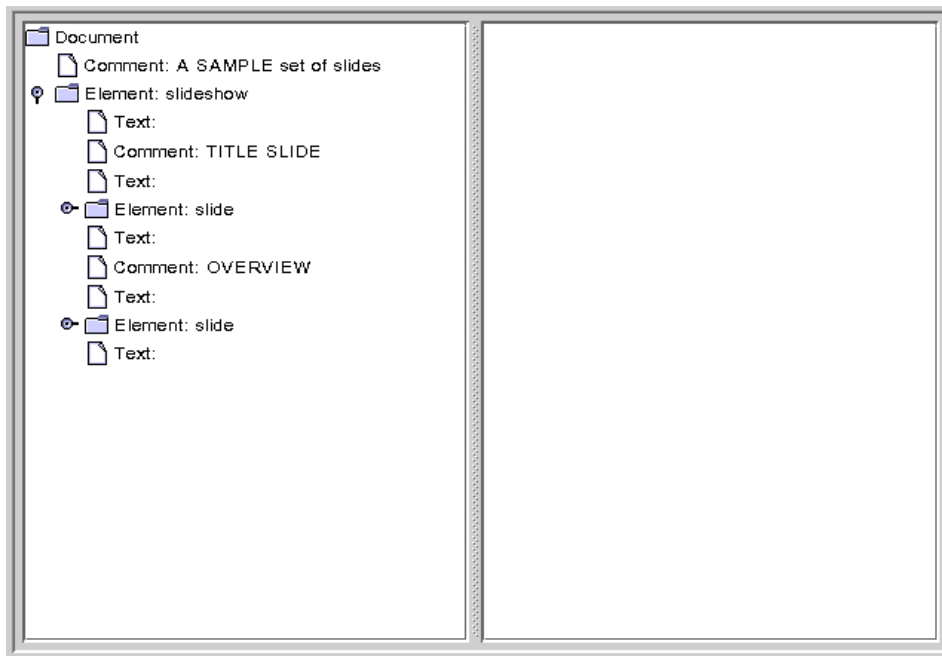 Document
Comment: A SAMPLE set of slides
Element: slideshow
Text:
Comment: TITLE SLIDE
Text:
Element: slide
Text:
Comment: OVERVIEW
Text:
Element: slide
Text: